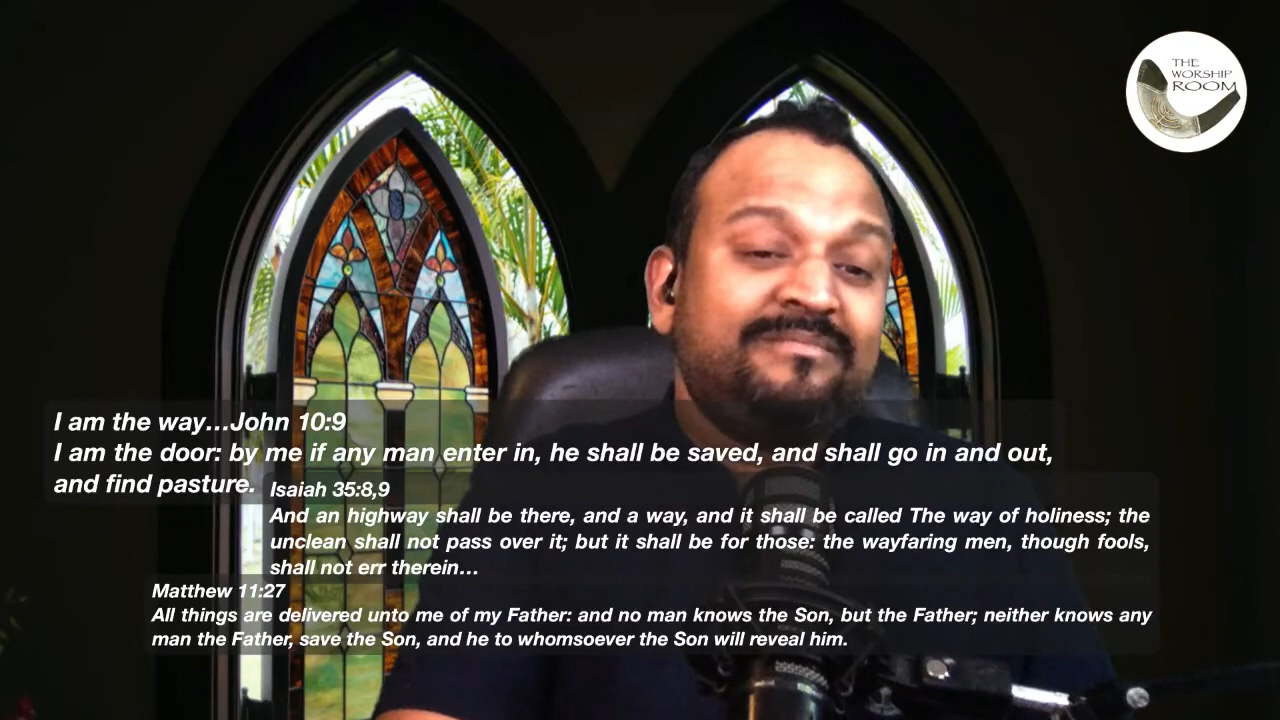 THE
WORSHIP
ROOM
I am the way...John 10:9
I am the door: by me if any man enter in, he shall be saved, and shall go in and out,
and find pasture.
Isaiah 35:8,9
And an highway shall be there, and a way, and it shall be called The way of holiness; the
unclean shall not pass over it; but it shall be for those: the wayfaring men, though fools,
shall not err therein...
Matthew 11:27
All things are delivered unto me of my Father: and no man knows the Son, but the Father; neither knows any
man the Father, save the Son, and he to whomsoever the Son will reveal him.